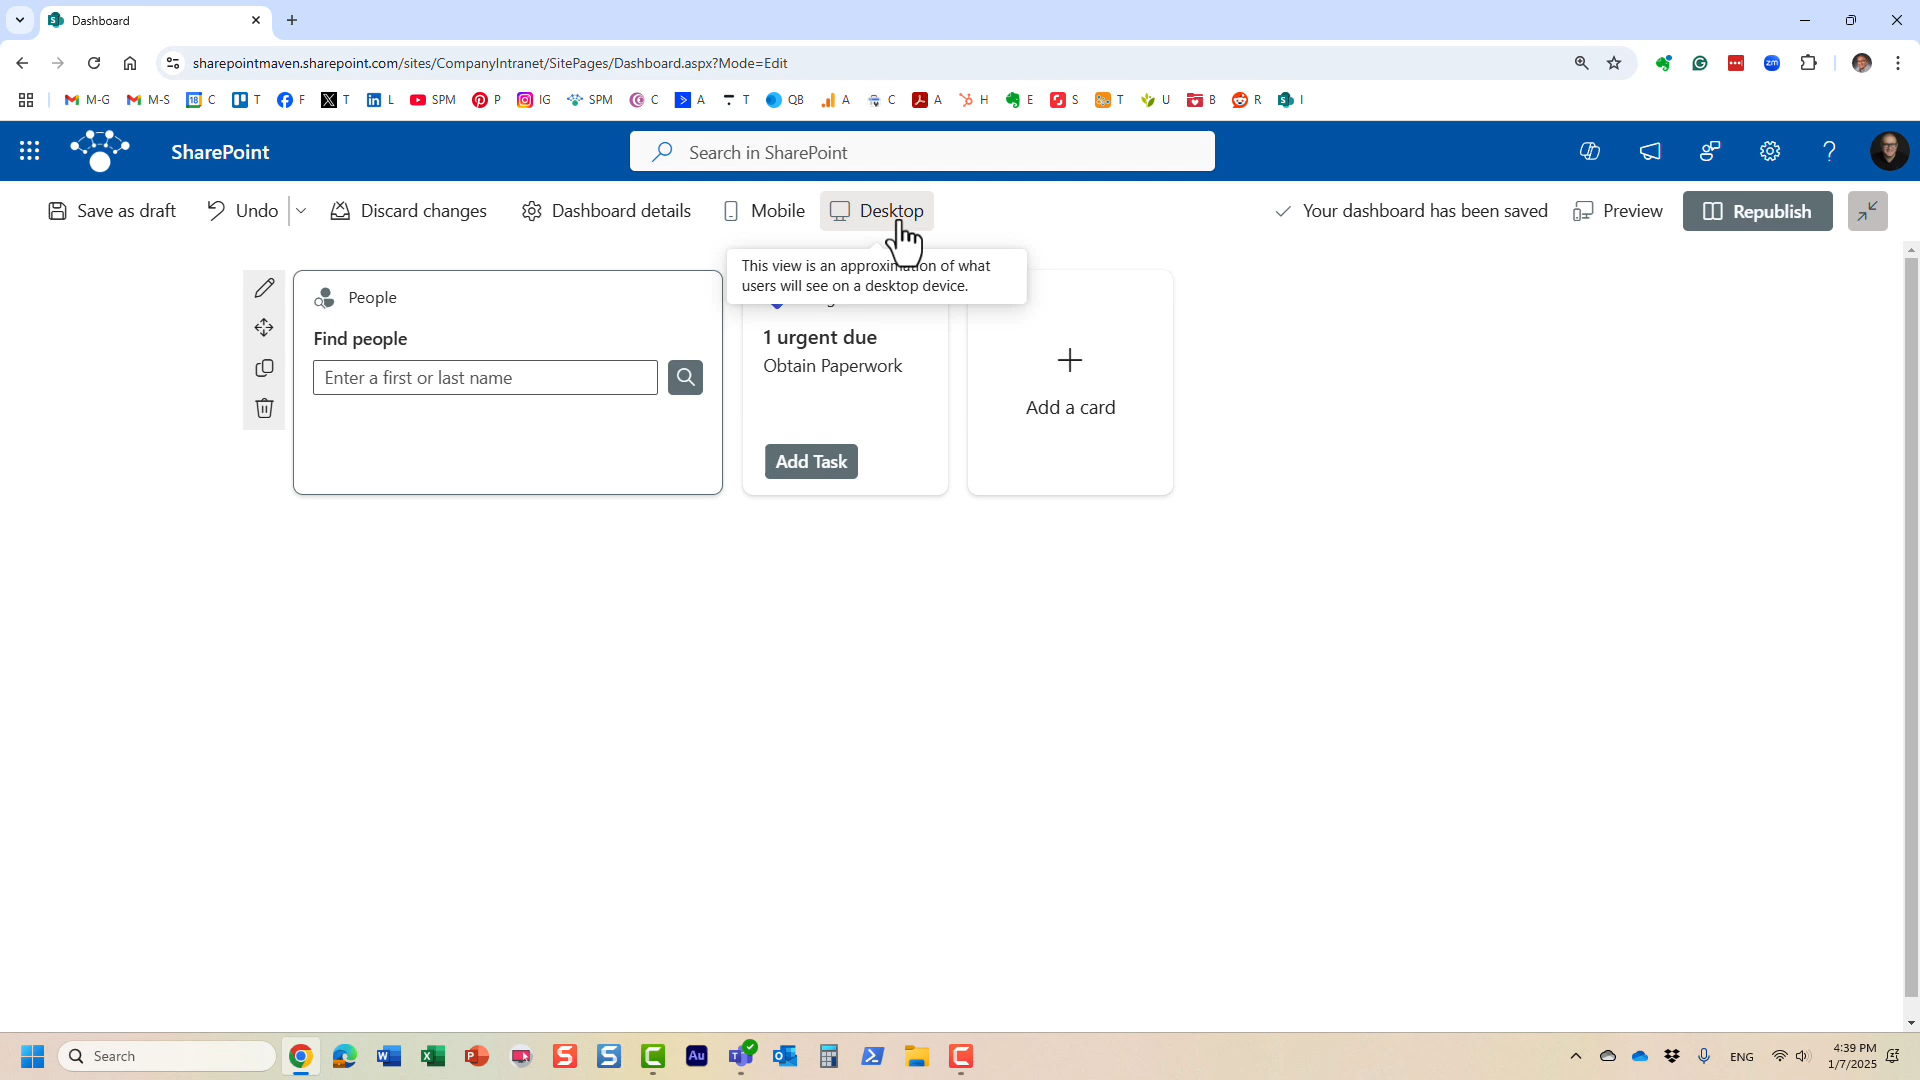 Dashboard
sharepointmaven.sharepoint.com/sites/CompanyIntranet/SitePages/Dashboard.aspx?Mode=Edit
M-G M-S C T F T L SPM P IG SPM C A T QB A C A H E S T U B R I
SharePoint
Search in SharePoint
Save as draft Undo Discard changes Dashboard details Mobile Desktop Your dashboard has been saved Preview Republish
This view is an approximation of what
users will see on a desktop device.
People
Find people
Enter a first or last name
1 urgent due
Obtain Paperwork
Add Task
Add a card
Search
ENG
4:39 PM
1/7/2025